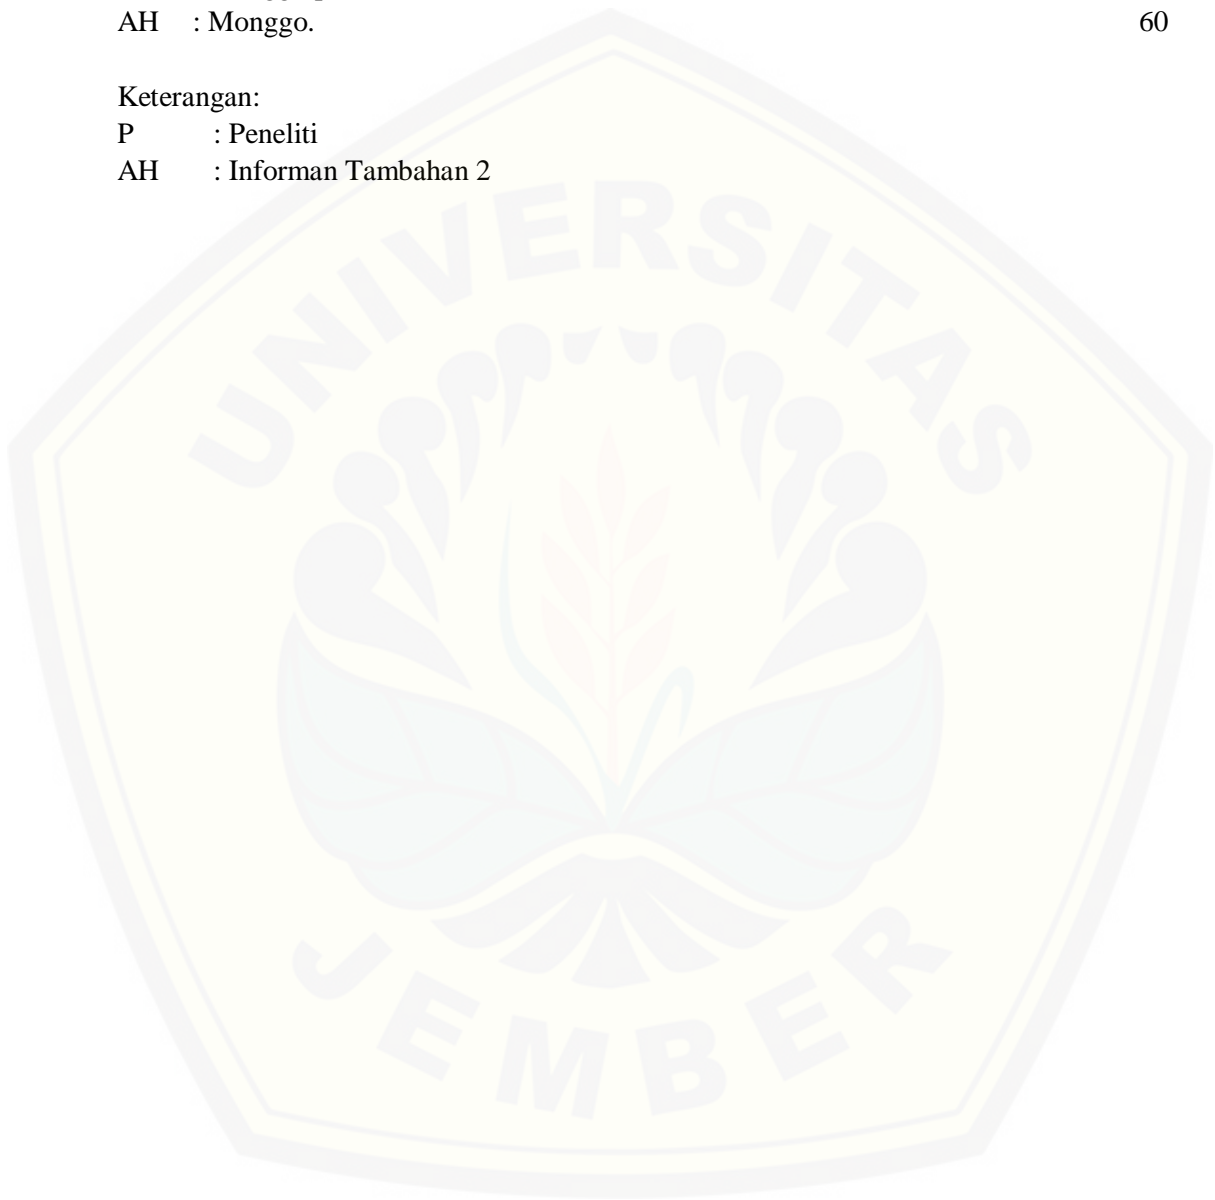 AH : Monggo. 60
Keterangan:
P : Peneliti
AH : Informan Tambahan 2
UNIVERSITAS
JEMBER